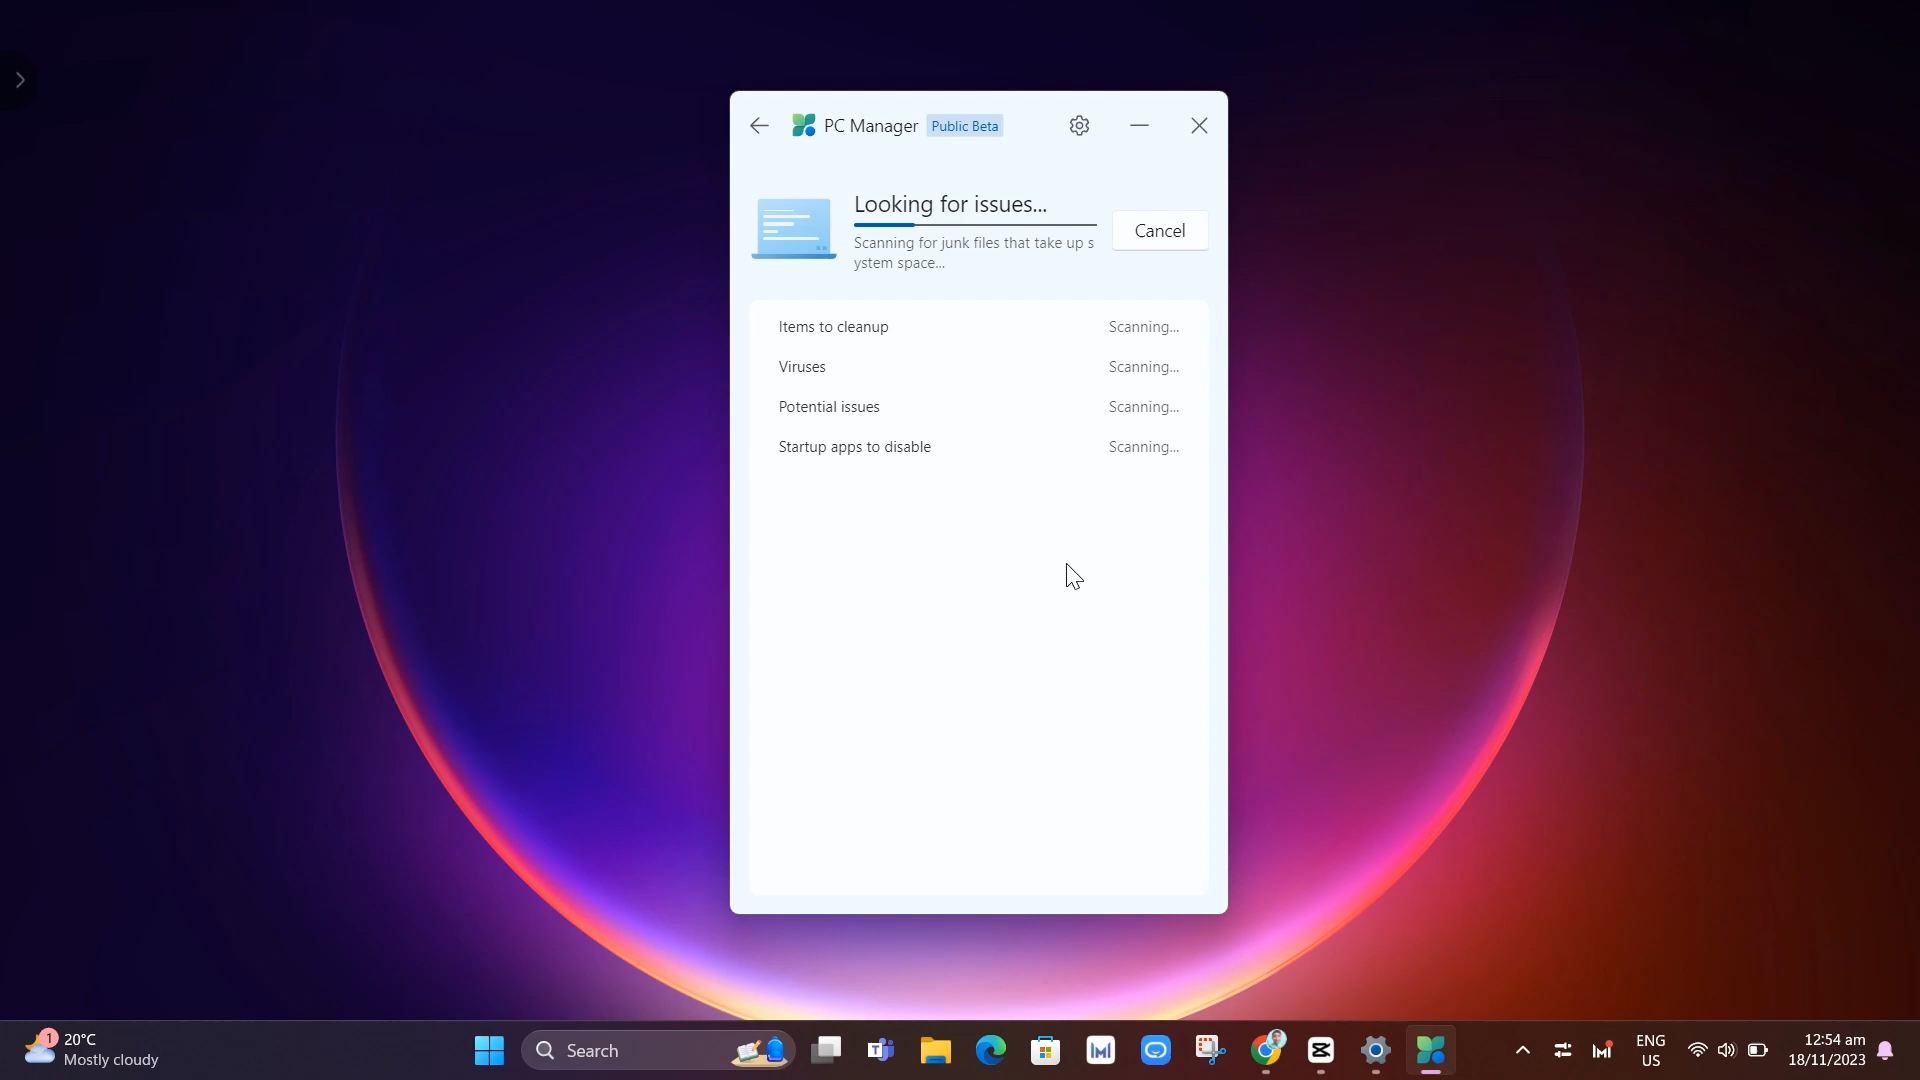 PC Manager Public Beta
Looking for issues...
Scanning for junk files that take up s
ystem space...
Cancel
Items to cleanup Scanning...
Viruses Scanning...
Potential issues Scanning...
Startup apps to disable Scanning...
1
20°C
Mostly cloudy
Search
ENG
US
12:54 am
18/11/2023